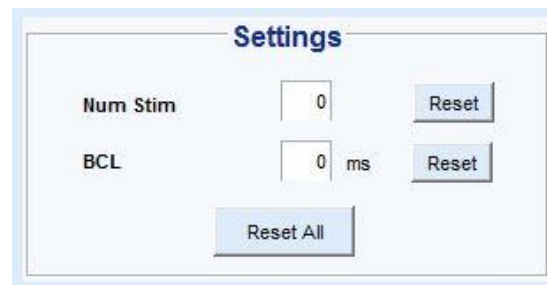 Settings
Num Stim 0 Reset
BCL 0 ms Reset
Reset All